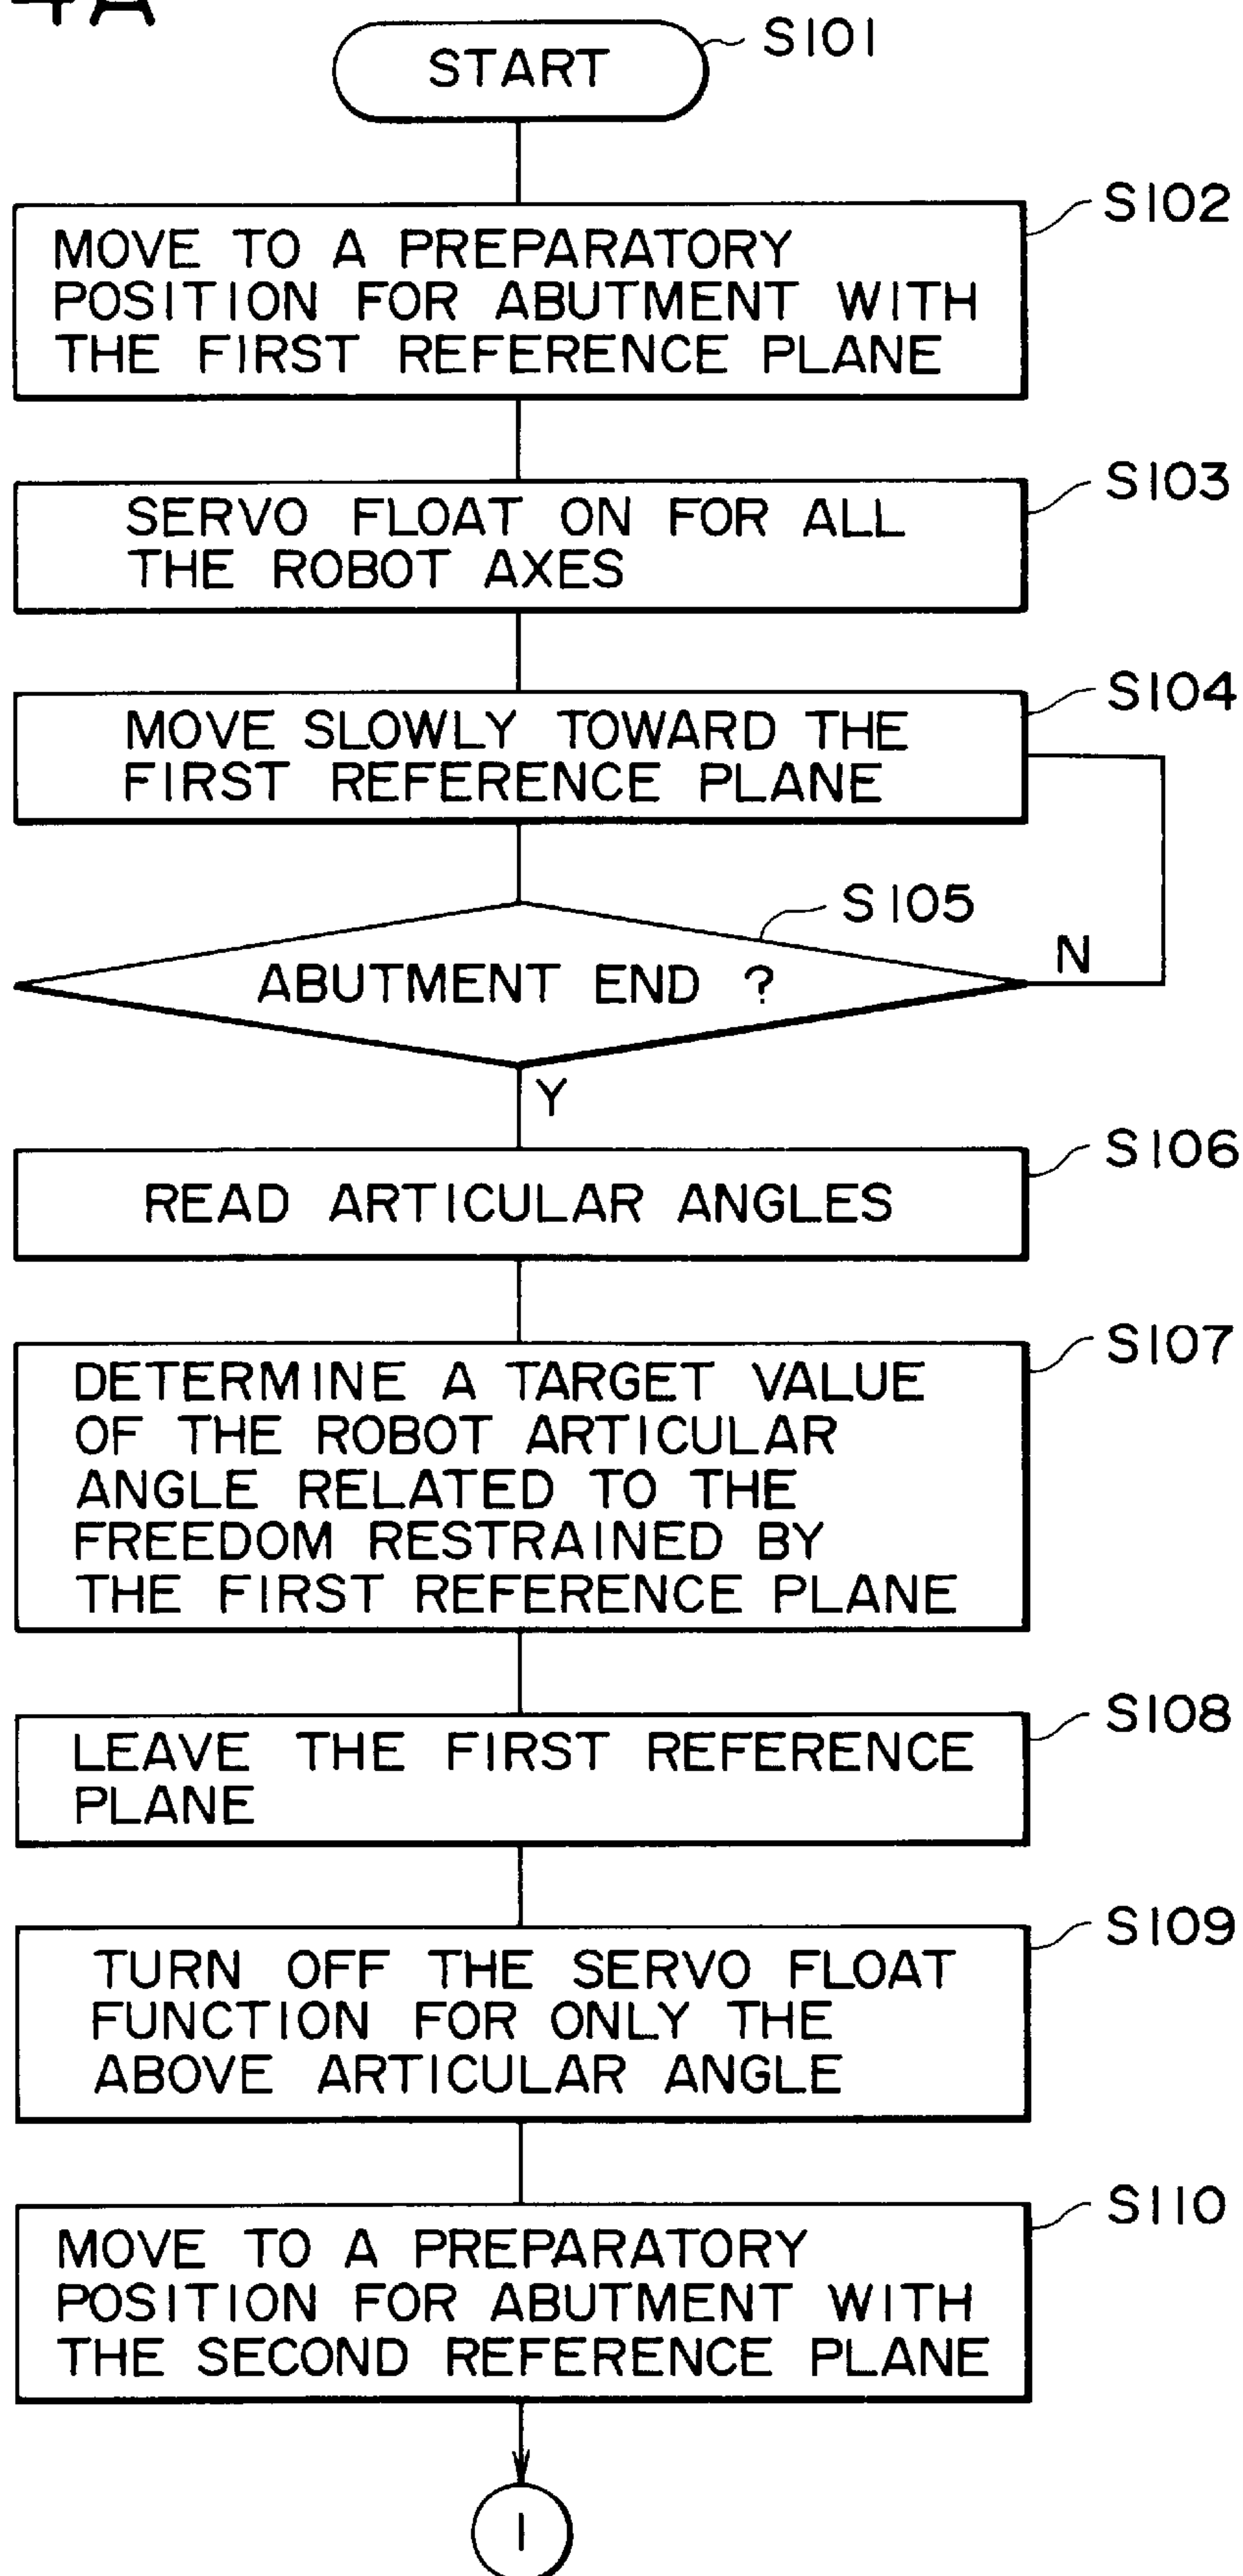 4A
START
S101
S102
MOVE TO A PREPARATORY
POSITION FOR ABUTMENT WITH
THE FIRST REFERENCE PLANE
S103
SERVO FLOAT ON FOR ALL
THE ROBOT AXES
S104
MOVE SLOWLY TOWARD THE
FIRST REFERENCE PLANE
S105
ABUTMENT END ?
N
Y
S106
READ ARTICULAR ANGLES
S107
DETERMINE A TARGET VALUE
OF THE ROBOT ARTICULAR
ANGLE RELATED TO THE
FREEDOM RESTRAINED BY
THE FIRST REFERENCE PLANE
S108
LEAVE THE FIRST REFERENCE
PLANE
S109
TURN OFF THE SERVO FLOAT
FUNCTION FOR ONLY THE
ABOVE ARTICULAR ANGLE
S110
MOVE TO A PREPARATORY
POSITION FOR ABUTMENT WITH
THE SECOND REFERENCE PLANE
1